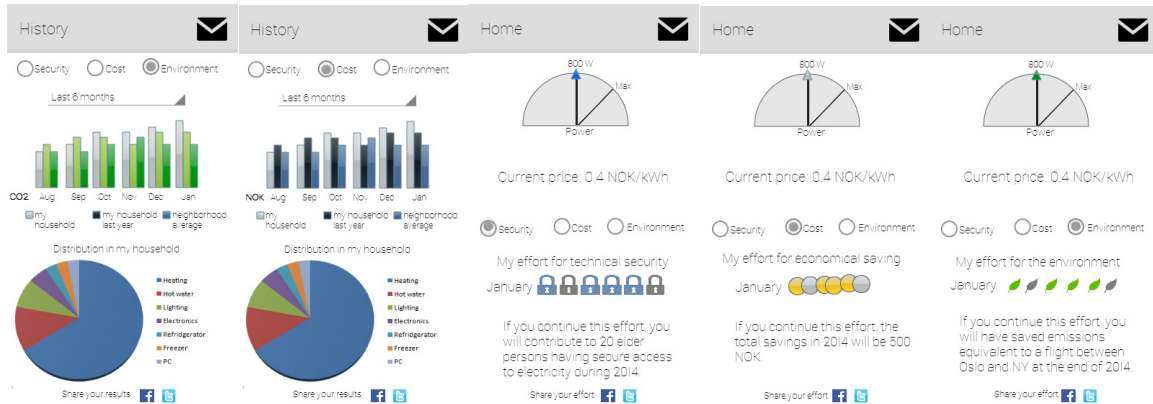 History
Security Cost Environment
Last 6 months
CO2 Aug Sep Oct Nov Dec Jan
my household
my household last year
neighborhood average
Distribution in my household
Heating
Hot water
Lighting
Electronics
Refridgerator
Freezer
PC
Share your results
History
Security Cost Environment
Last 6 months
NOK Aug Sep Oct Nov Dec Jan
my household
my household last year
neighborhood average
Distribution in my household
Heating
Hot water
Lighting
Electronics
Refridgerator
Freezer
PC
Share your results
Home
800 W
Max
Power
Current price: 0.4 NOK/kWh
Security Cost Environment
My effort for technical security
January
If you continue this effort, you
will contribute to 20 elder
persons having secure access
to electricity during 2014.
Share your effort
Home
800 W
Max
Power
Current price: 0.4 NOK/kWh
Security Cost Environment
My effort for economical saving
January
If you continue this effort, the
total savings in 2014 will be 500
NOK.
Share your effort
Home
800 W
Max
Power
Current price: 0.4 NOK/kWh
Security Cost Environment
My effort for the environment
January
If you continue this effort, you
will have saved emissions
equivalent to a flight between
Oslo and NY at the end of 2014.
Share your effort